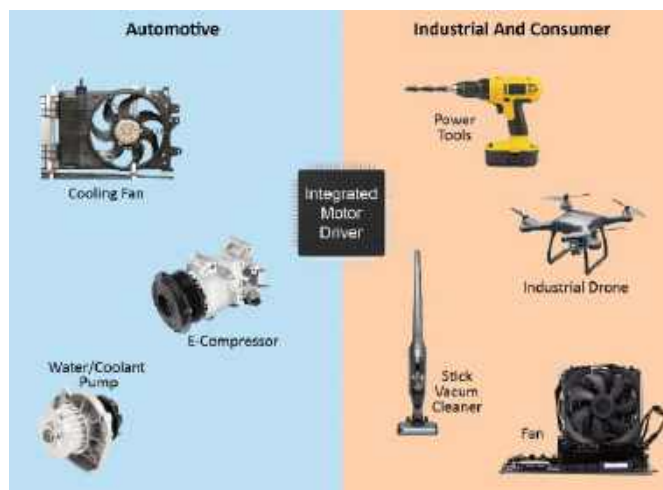 Automotive
Industrial And Consumer
Cooling Fan
Power
Tools
Integrated
Motor
Driver
Industrial Drone
E-Compressor
Water/Coolant
Pump
Stick
Vacum
Cleaner
Fan